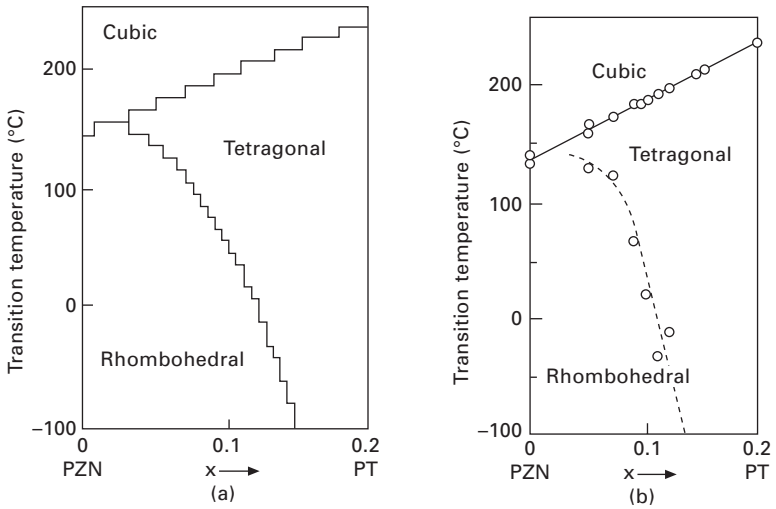 Transition temperature (°C)
200
100
0
–100
Cubic
Tetragonal
Rhombohedral
0
0.1
0.2
PZN
x
PT
(a)
Transition temperature (°C)
200
100
0
-100
Cubic
Tetragonal
Rhombohedral
0
0.1
0.2
PZN
x
PT
(b)